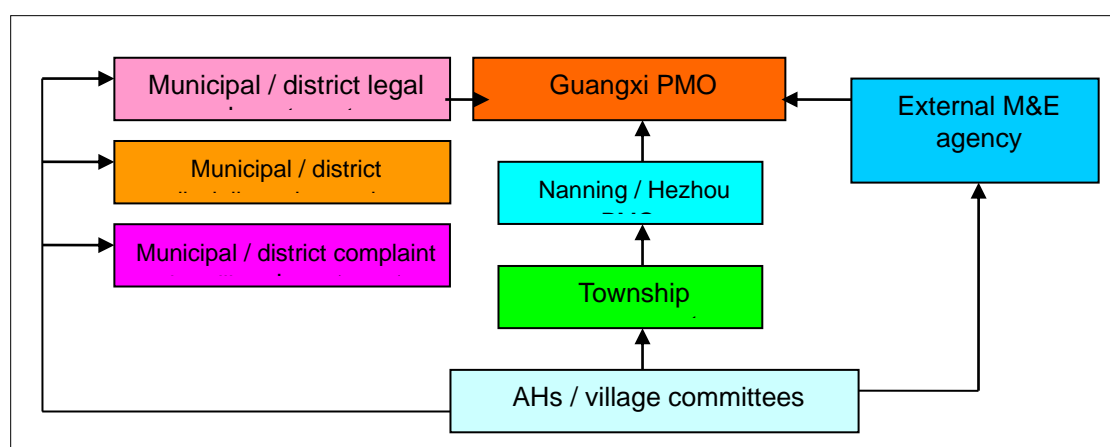 Municipal / district legal
Guangxi PMO
External M&E
agency
Municipal / district
Nanning / Hezhou
Municipal / district complaint
Township
AHs / village committees